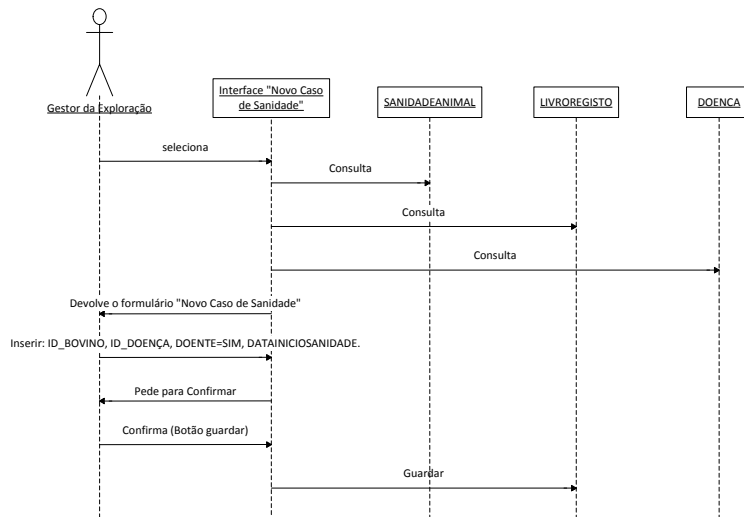 Gestor da Exploração
Interface "Novo Caso
de Sanidade"
SANIDADEANIMAL
LIVROREGISTO
DOENCA
seleciona
Consulta
Consulta
Consulta
Devolve o formulário "Novo Caso de Sanidade"
Inserir: ID_BOVINO, ID_DOENÇA, DOENTE=SIM, DATAINICIOSANIDADE.
Pede para Confirmar
Confirma (Botão guardar)
Guardar